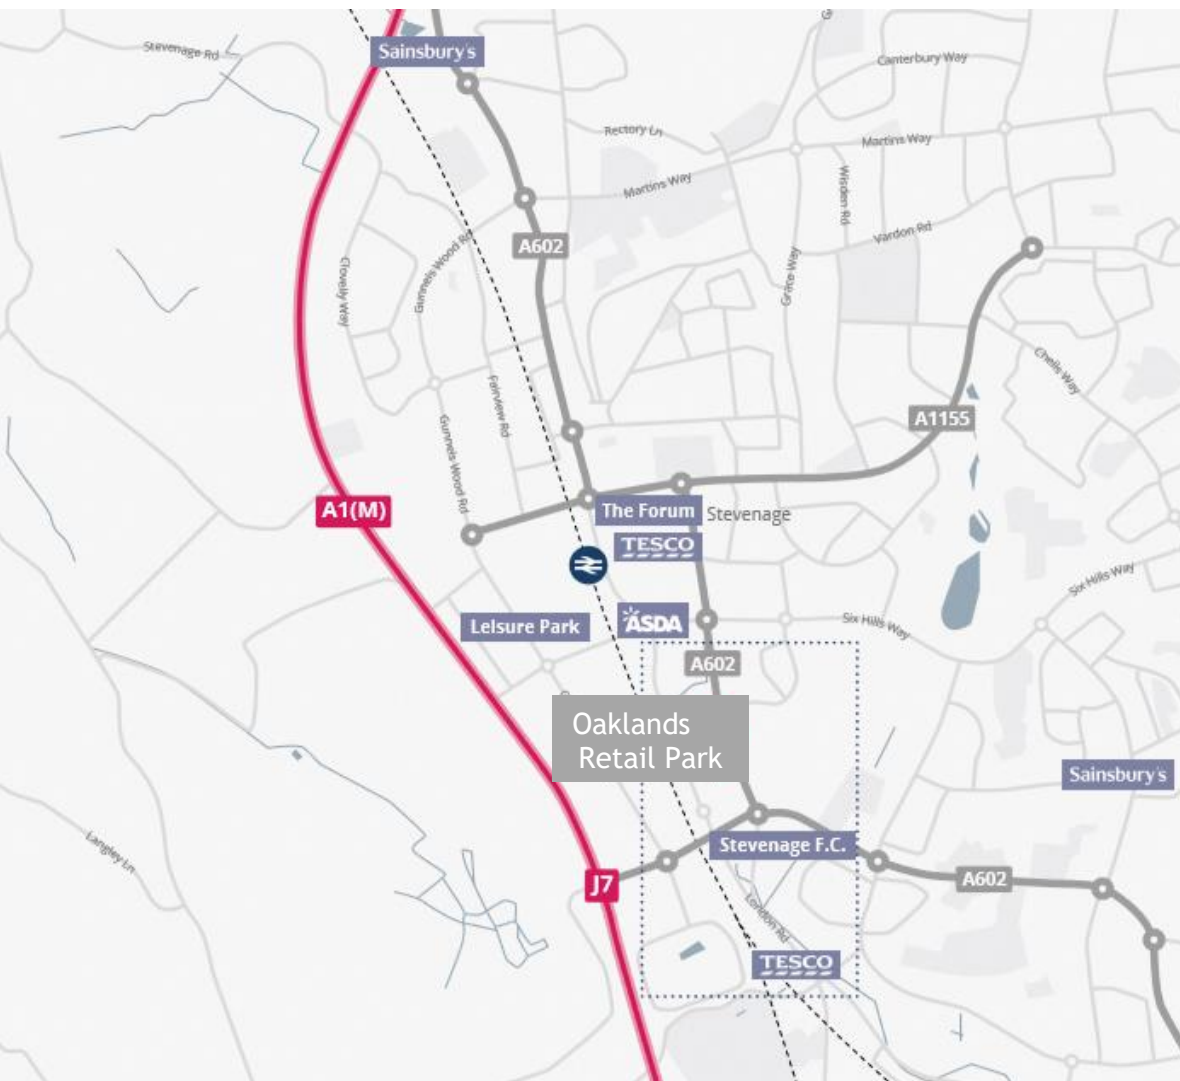 Stevenage Rd
Sainsbury's
Canterbury Way
Rectory Ln
Martins Way
Martins Way
Wisden Rd
Vardon Rd
A602
Gunnels Wood Rd
Clovelly Way
Grace Way
Chells Way
Fairview Rd
A1155
Gunnels Wood Rd
A1(M)
The Forum
Stevenage
TESCO
Six Hills Way
Leisure Park
ASDA
Six Hills Way
A602
Oaklands
Retail Park
Sainsbury's
Langley Ln
Stevenage F.C.
J7
A602
London Rd
TESCO